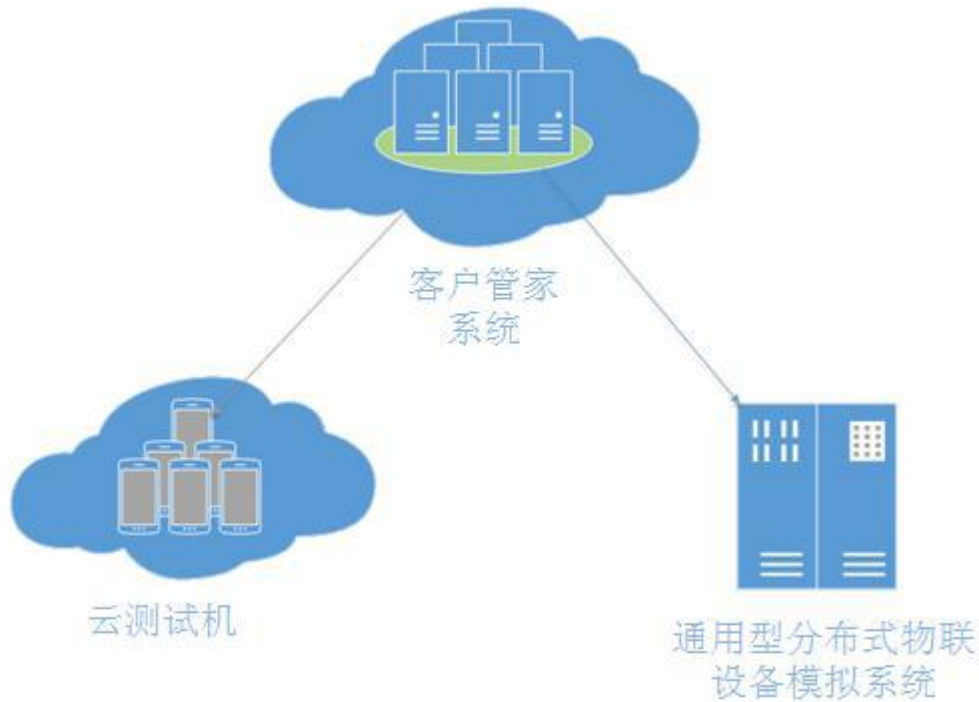 客户管家
系统
云测试机
通用型分布式物联
设备模拟系统